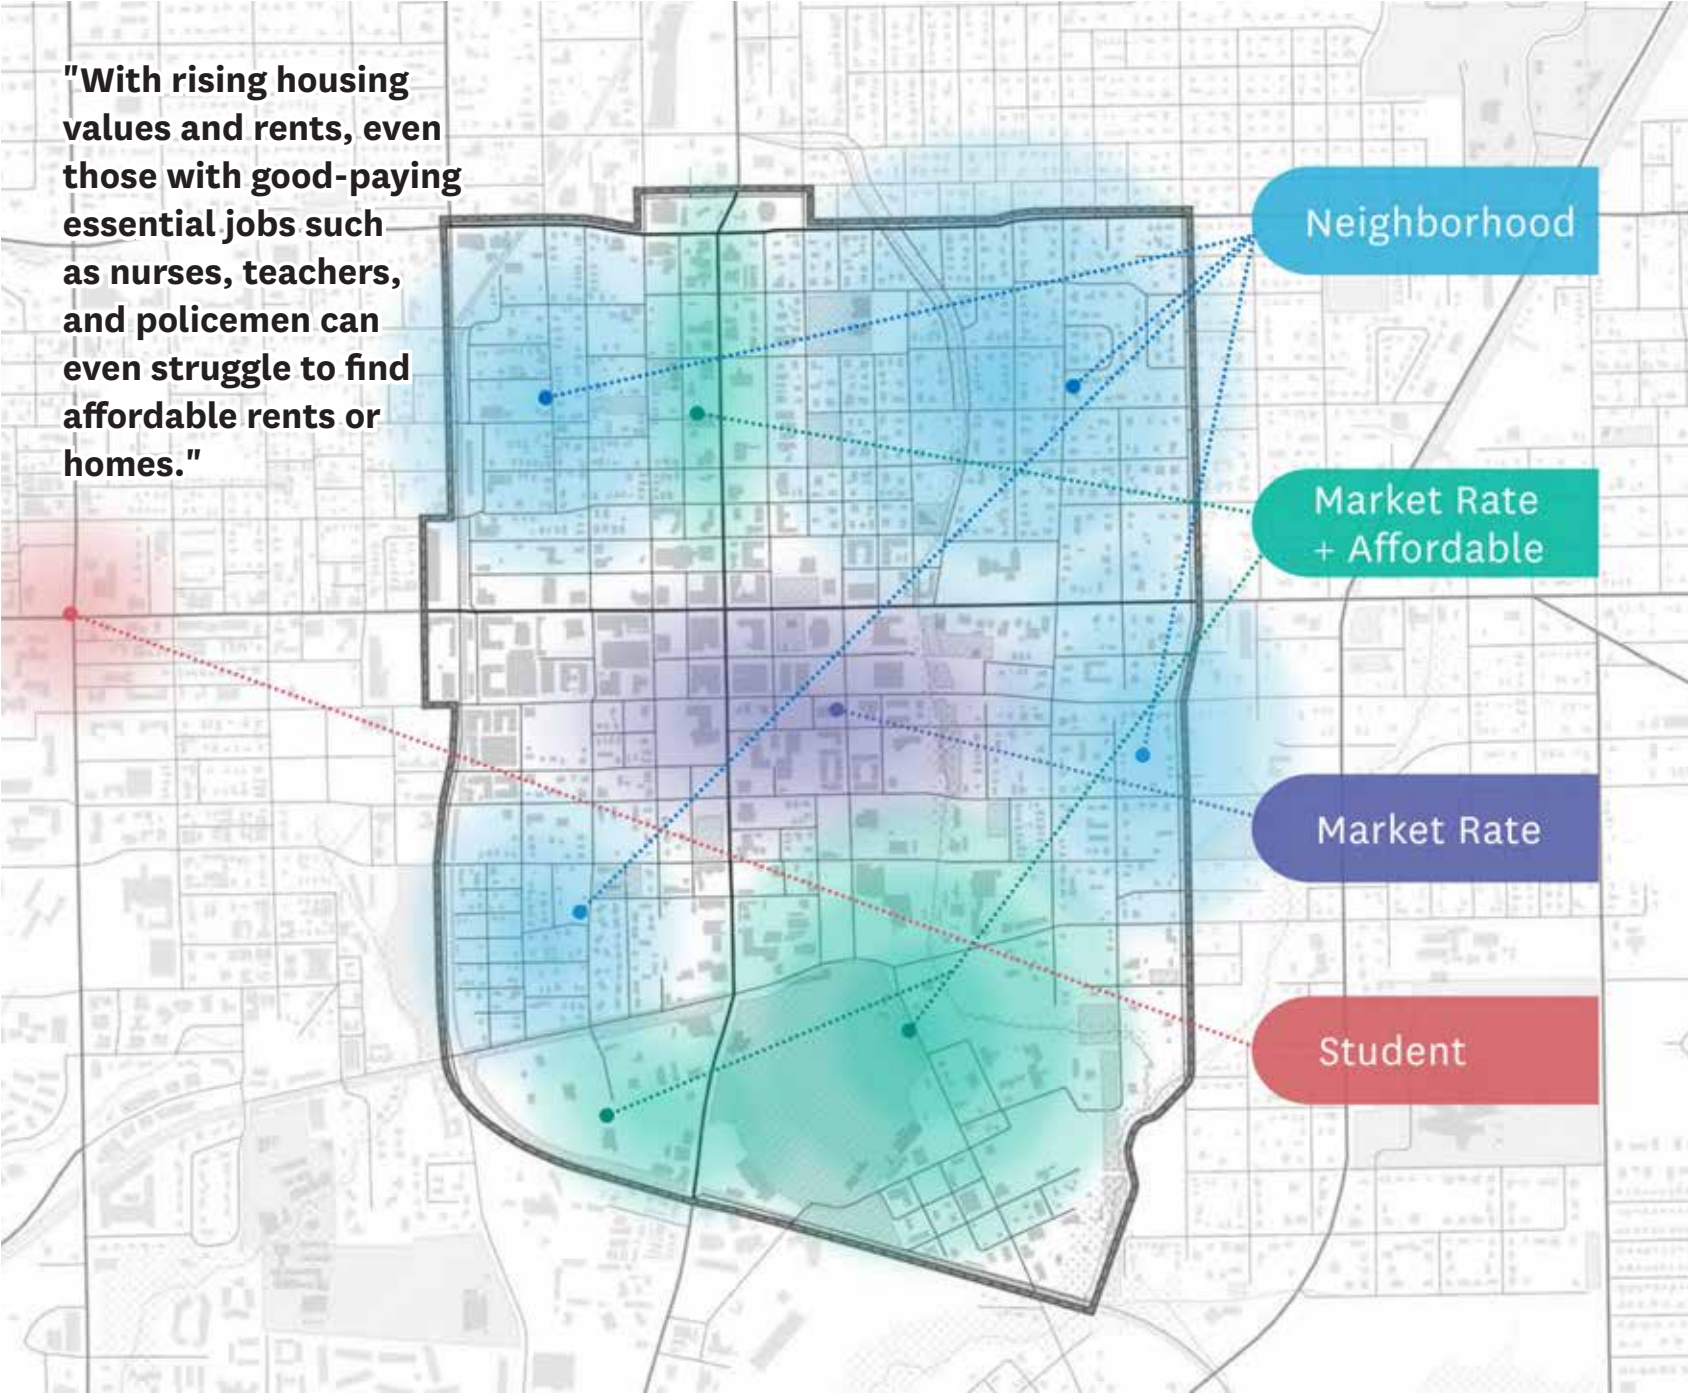 "With rising housing
values and rents, even
those with good-paying
essential jobs such
as nurses, teachers,
and policemen can
even struggle to find
affordable rents or
homes."
Neighborhood
Market Rate
+ Affordable
Market Rate
Student